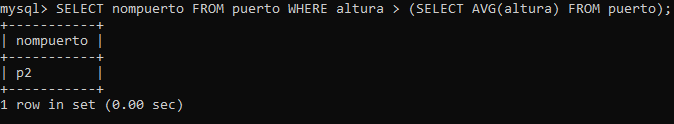 mysql> SELECT nompuerto FROM puerto WHERE altura > (SELECT AVG(altura) FROM puerto);
+-----------+
| nompuerto |
+-----------+
| p2        |
+-----------+
1 row in set (0.00 sec)